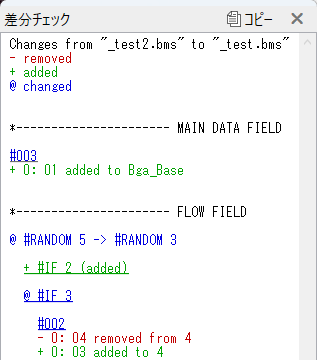 差分チェック
コピー ✕
Changes from "_test2.bms" to "_test.bms"
- removed
+ added
@ changed
*---------------------- MAIN DATA FIELD
#003
+ 0: 01 added to Bga_Base
*---------------------- FLOW FIELD
@ #RANDOM 5 -> #RANDOM 3
+ #IF 2 (added)
@ #IF 3
#002
- 0: 04 removed from 4
+ 0: 03 added to 4